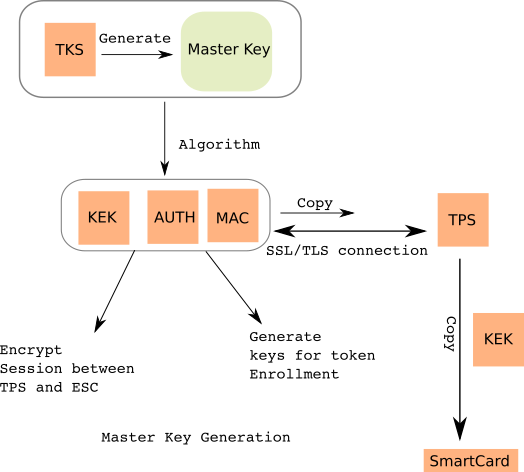 TKS
Generate
Master Key
Algorithm
KEK
AUTH
MAC
Copy
TPS
SSL/TLS connection
Copy
KEK
Encrypt
Session between
TPS and ESC
Generate
keys for token
Enrollment
Master Key Generation
SmartCard